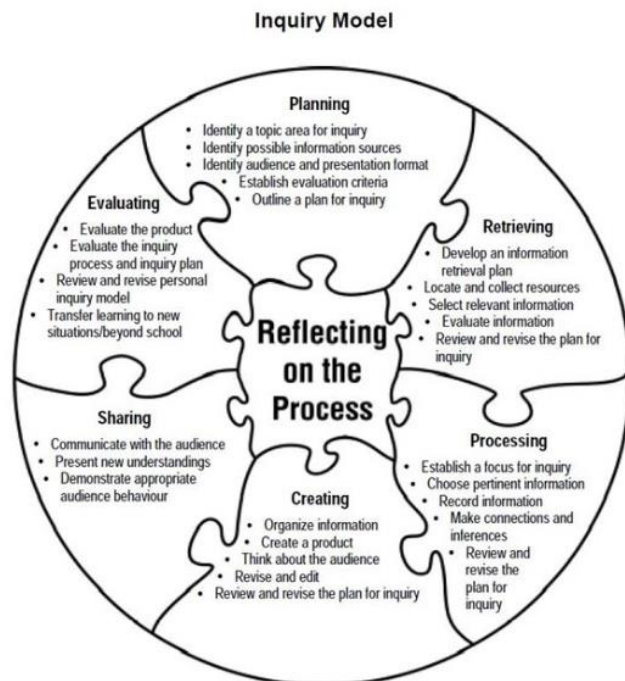 Inquiry Model
Planning
• Identify a topic area for inquiry
• Identify possible information sources
• Identify audience and presentation format
• Establish evaluation criteria
• Outline a plan for inquiry
Retrieving
• Develop an information
retrieval plan
• Locate and collect resources
• Select relevant information
• Evaluate information
• Review and revise the plan for
inquiry
Processing
• Establish a focus for inquiry
• Choose pertinent information
• Record information
• Make connections and
inferences
• Review and
revise the
plan for
inquiry
Creating
• Organize information
• Create a product
• Think about the audience
• Revise and edit
• Review and revise the plan for inquiry
Sharing
• Communicate with the audience
• Present new understandings
• Demonstrate appropriate
audience behaviour
Evaluating
• Evaluate the product
• Evaluate the inquiry
process and inquiry plan
• Review and revise personal
inquiry model
• Transfer learning to new
situations/beyond school
Reflecting
on the
Process